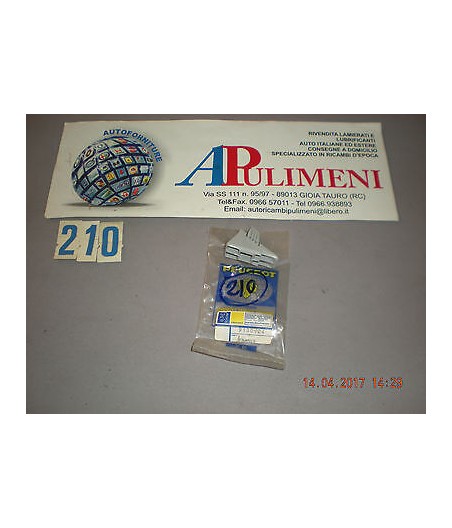 AUTOFORNITURE
APULIMENI
RIVENDITA LAMIERATI E
LUBRIFICANTI
AUTO ITALIANE ED ESTERE
CONSEGNE A DOMICILIO
SPECIALIZZATO IN RICAMBI D'EPOCA
Via SS 111 n. 95/97 - 89013 GIOIA TAURO (RC)
Tel&Fax. 0966 57011 - Tel 0966 938893
Email: autoricambipulimeni@libero.it
210
PEUGEOT
210
14.04.2017 14:29